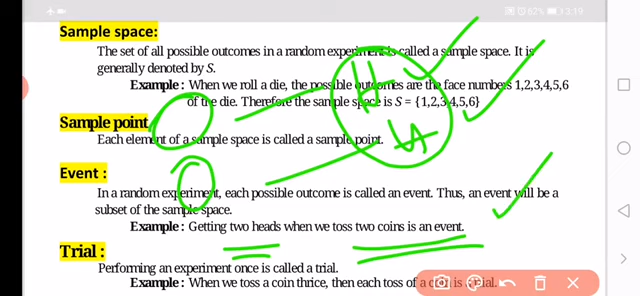 62% 3:19
Sample space:
The set of all possible outcomes in a random experiment is called a sample space. It is
generally denoted by S.
Example : When we roll a die, the possible outcomes are the face numbers 1,2,3,4,5,6
of the die. Therefore the sample space is S = {1,2,3,4,5,6}
Sample point
Each element of a sample space is called a sample point.
H
H
Event :
In a random experiment, each possible outcome is called an event. Thus, an event will be a
subset of the sample space.
Example : Getting two heads when we toss two coins is an event.
Trial :
Performing an experiment once is called a trial.
Example : When we toss a coin thrice, then each toss of a coin is trial.